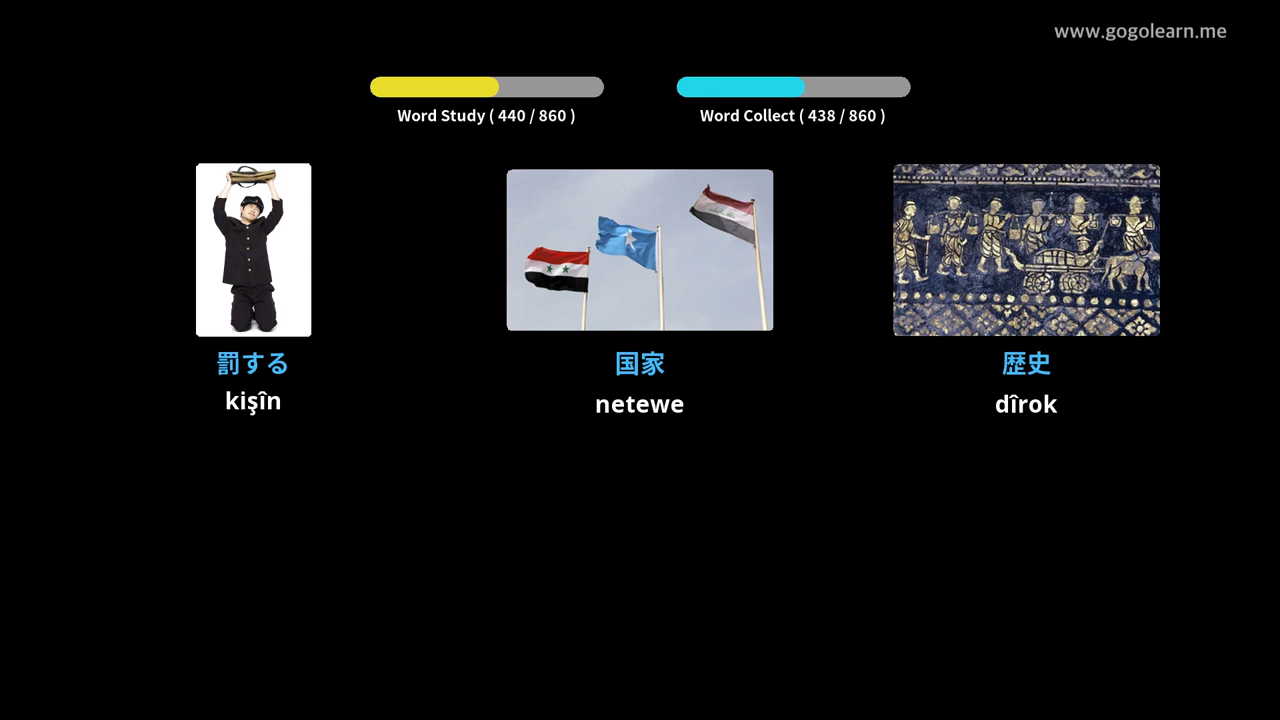 www.gogolearn.me
Word Study ( 440 / 860 )
Word Collect ( 438 / 860 )
罰する
kişîn
国家
netewe
歴史
dîrok